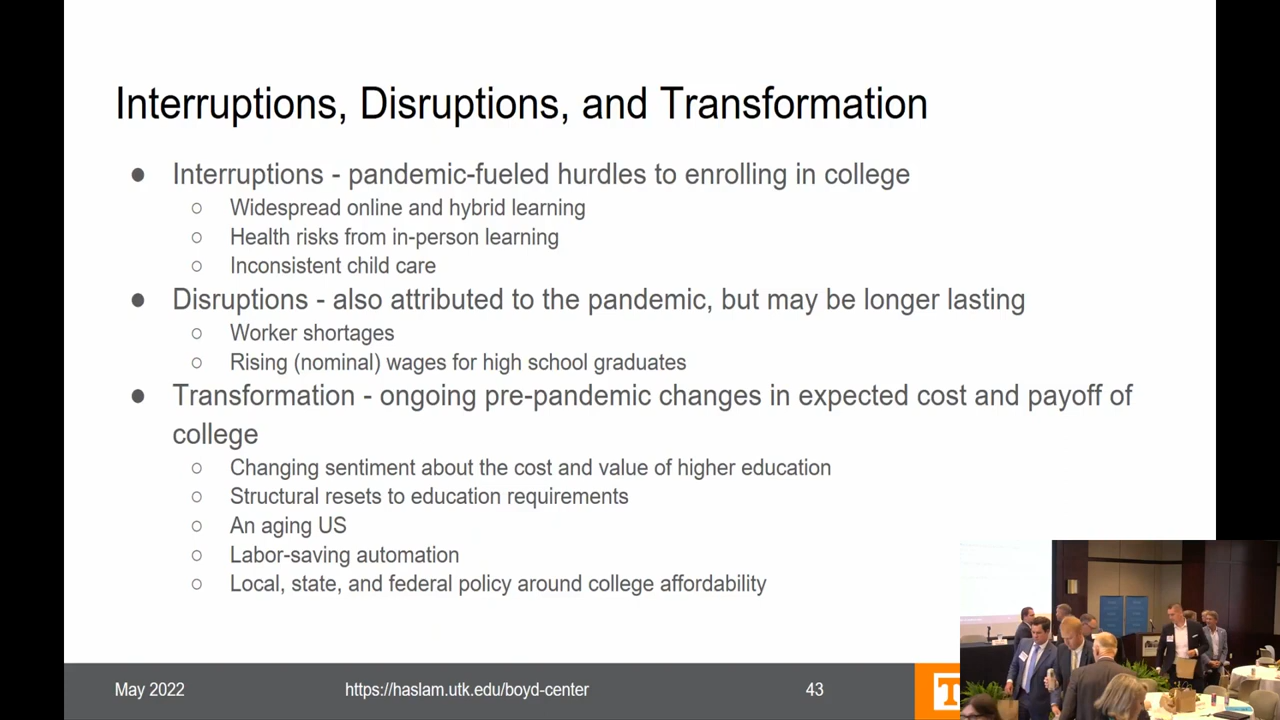 Interruptions, Disruptions, and Transformation
● Interruptions - pandemic-fueled hurdles to enrolling in college
○ Widespread online and hybrid learning
○ Health risks from in-person learning
○ Inconsistent child care
● Disruptions - also attributed to the pandemic, but may be longer lasting
○ Worker shortages
○ Rising (nominal) wages for high school graduates
● Transformation - ongoing pre-pandemic changes in expected cost and payoff of
college
○ Changing sentiment about the cost and value of higher education
○ Structural resets to education requirements
○ An aging US
○ Labor-saving automation
○ Local, state, and federal policy around college affordability
May 2022
https://haslam.utk.edu/boyd-center
43
T